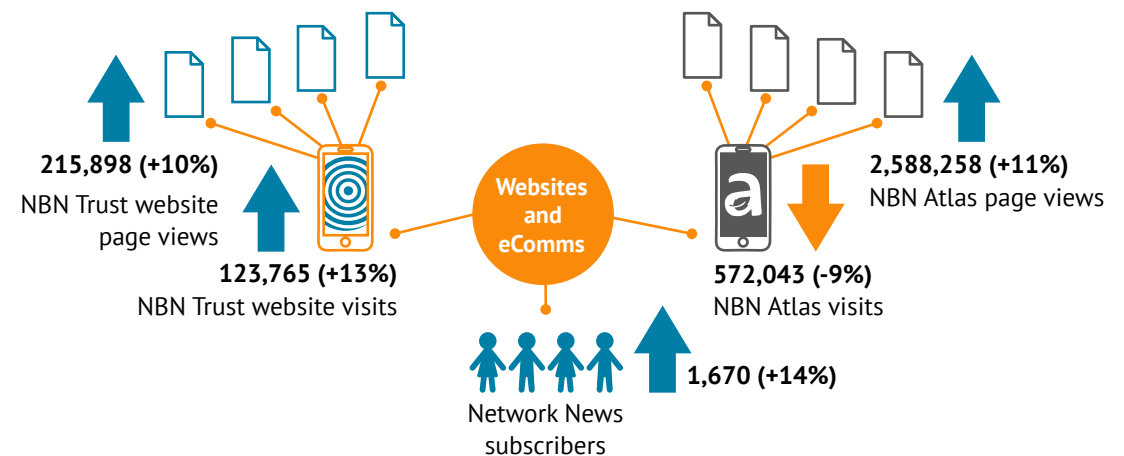 215,898 (+10%)
NBN Trust website
page views
123,765 (+13%)
NBN Trust website visits
Websites
and
eComms
a
2,588,258 (+11%)
NBN Atlas page views
572,043 (-9%)
NBN Atlas visits
1,670 (+14%)
Network News
subscribers